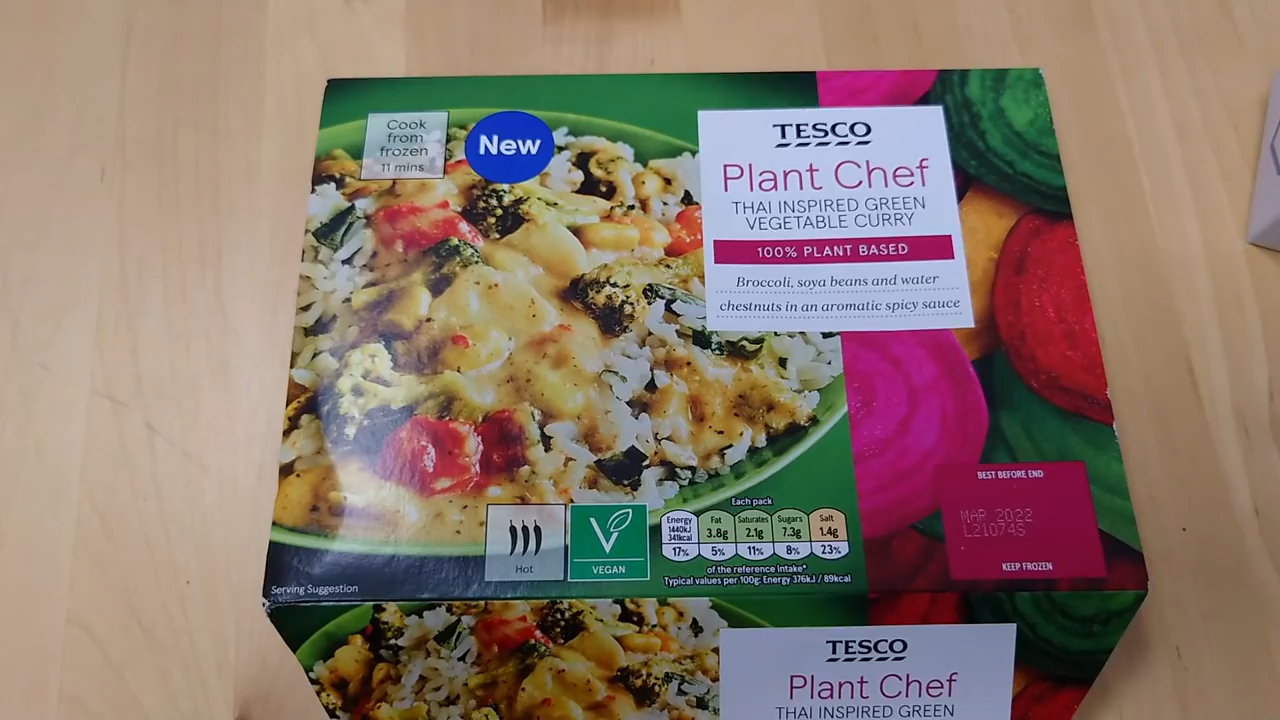 Cook
from
frozen
11 mins
New
TESCO
Plant Chef
THAI INSPIRED GREEN
VEGETABLE CURRY
100% PLANT BASED
Broccoli, soya beans and water
chestnuts in an aromatic spicy sauce
BEST BEFORE END
MAR 2022
L21074S
KEEP FROZEN
Hot
VEGAN
Each pack
Energy
1440kJ
341kcal
17%
Fat
3.8g
5%
Saturates
2.1g
11%
Sugars
7.3g
8%
Salt
1.4g
23%
of the reference intake*
Typical values per 100g: Energy 376kJ / 89kcal
Serving Suggestion
TESCO
Plant Chef
THAI INSPIRED GREEN